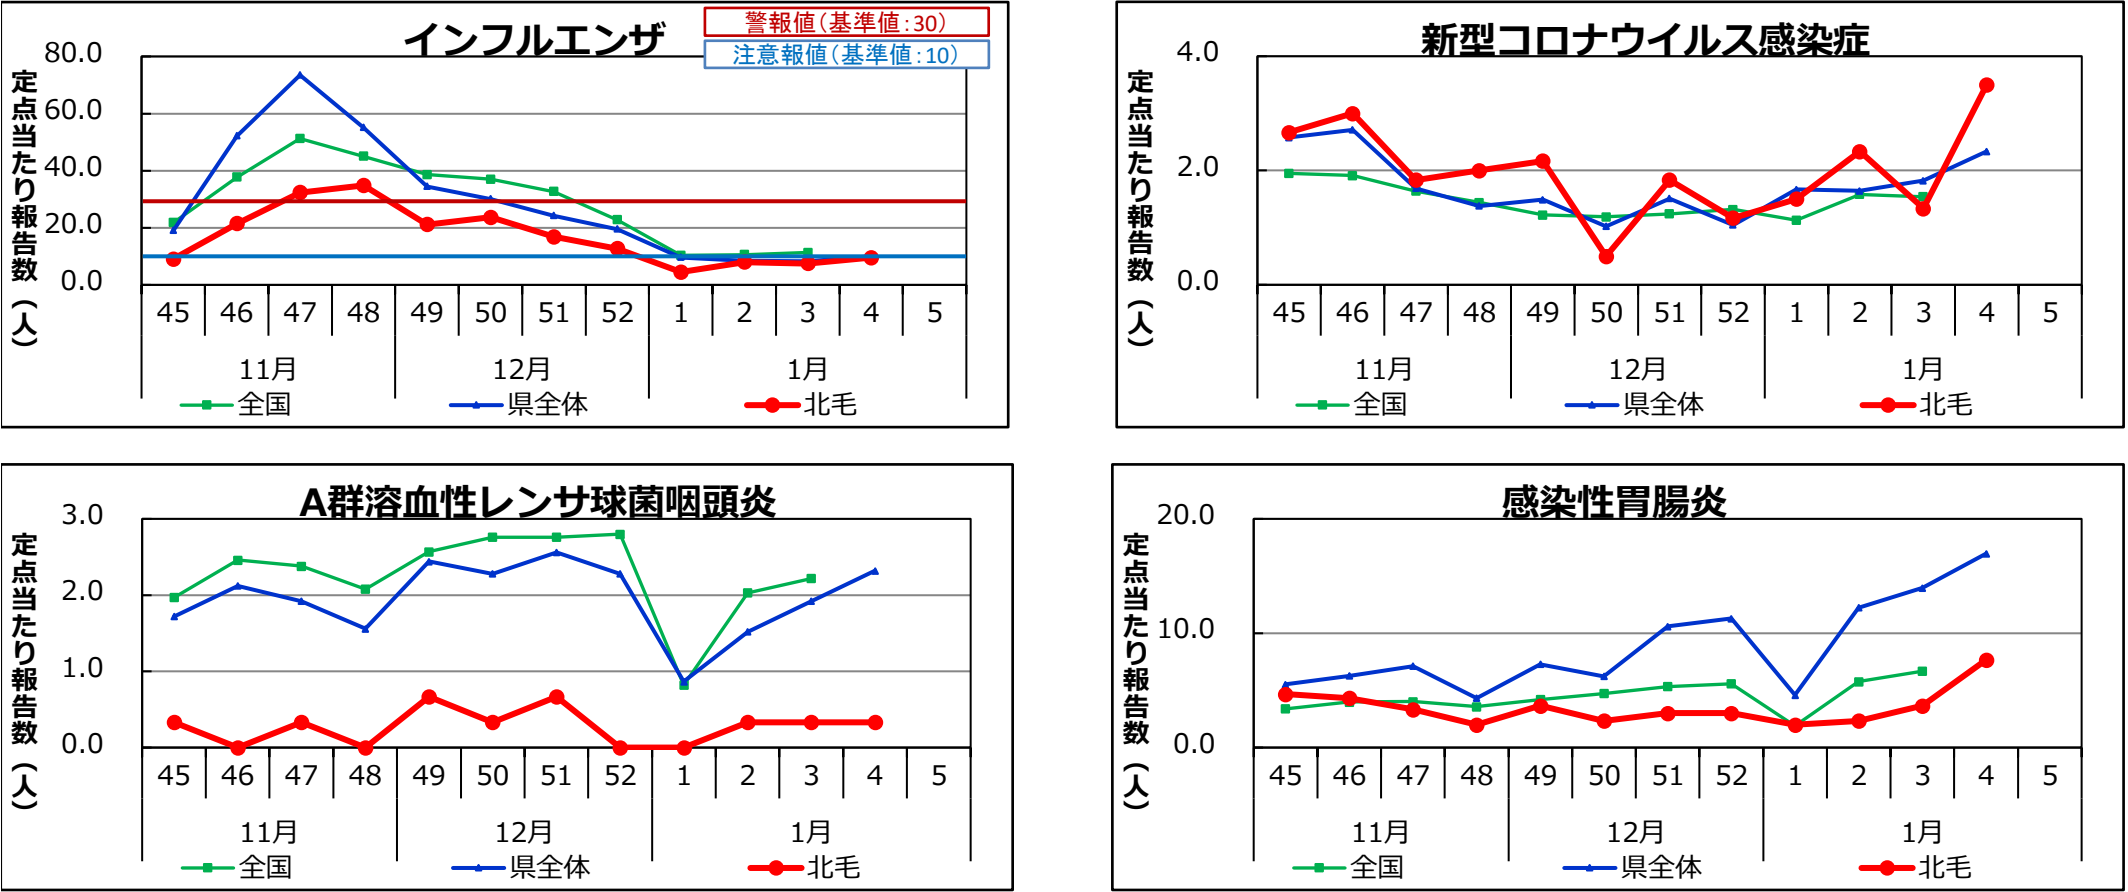 インフルエンザ
警報値（基準値：30）
注意報値（基準値：10）
定点当たり報告数（人）
80.0
60.0
40.0
20.0
0.0
45 46 47 48 49 50 51 52 1 2 3 4 5
11月 12月 1月
全国 県全体 北毛
新型コロナウイルス感染症
定点当たり報告数（人）
4.0
2.0
0.0
45 46 47 48 49 50 51 52 1 2 3 4 5
11月 12月 1月
全国 県全体 北毛
A群溶血性レンサ球菌咽頭炎
定点当たり報告数（人）
3.0
2.0
1.0
0.0
45 46 47 48 49 50 51 52 1 2 3 4 5
11月 12月 1月
全国 県全体 北毛
感染性胃腸炎
定点当たり報告数（人）
20.0
10.0
0.0
45 46 47 48 49 50 51 52 1 2 3 4 5
11月 12月 1月
全国 県全体 北毛